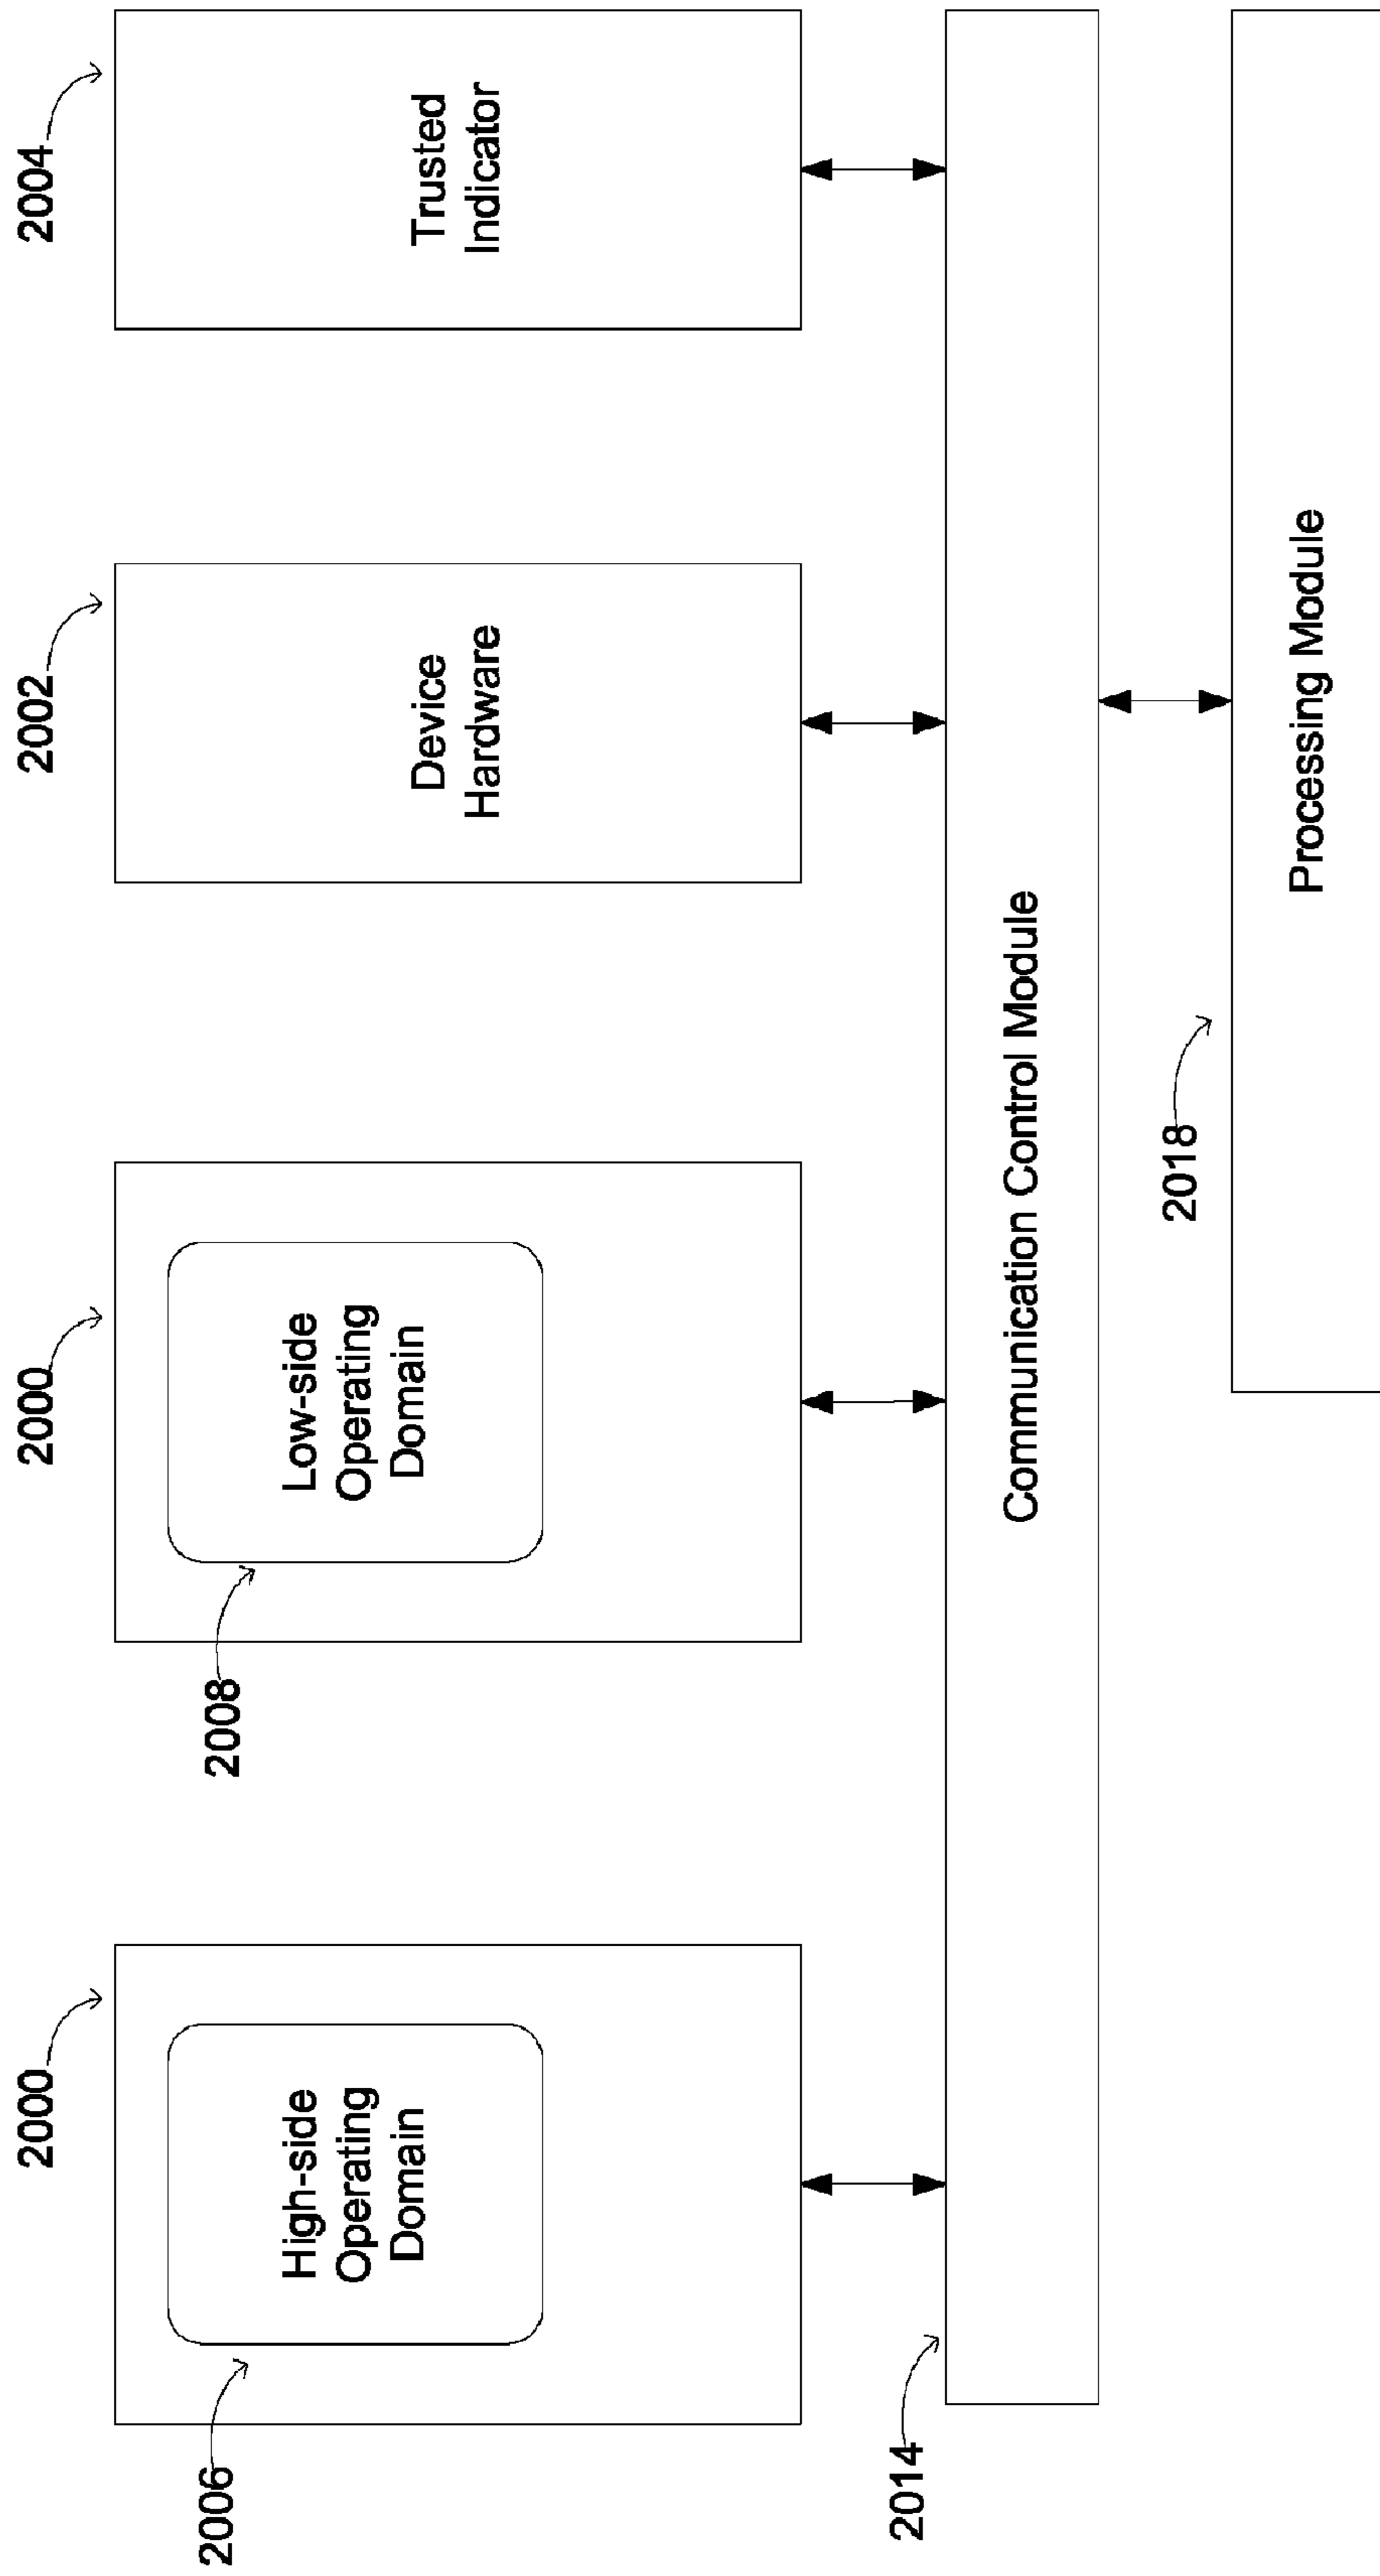 2000
2000
2002
2004
2006
High-side
Operating
Domain
2008
Low-side
Operating
Domain
Device
Hardware
Trusted
Indicator
2014
Communication Control Module
2018
Processing Module